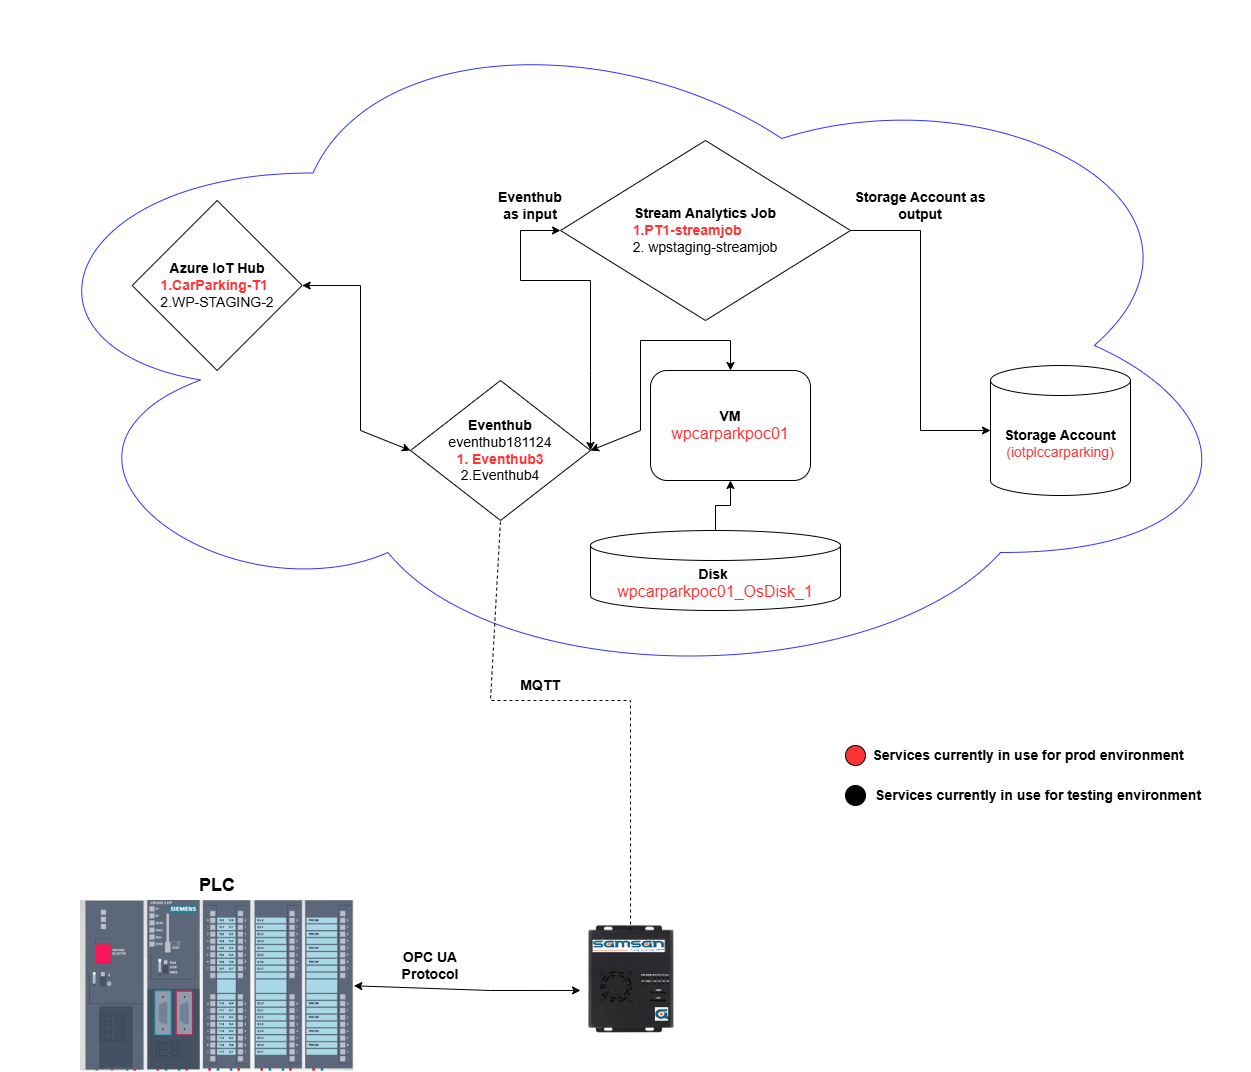 Eventhub
as input
Stream Analytics Job
1.PT1-streamjob
2. wpstaging-streamjob
Storage Account as
output
Azure IoT Hub
1.CarParking-T1
2.WP-STAGING-2
Eventhub
eventhub181124
1. Eventhub3
2.Eventhub4
VM
wpcarparkpoc01
Storage Account
(iotplccarparking)
Disk
wpcarparkpoc01_OsDisk_1
MQTT
Services currently in use for prod environment
Services currently in use for testing environment
PLC
SIEMENS
OPC UA
Protocol
samsan